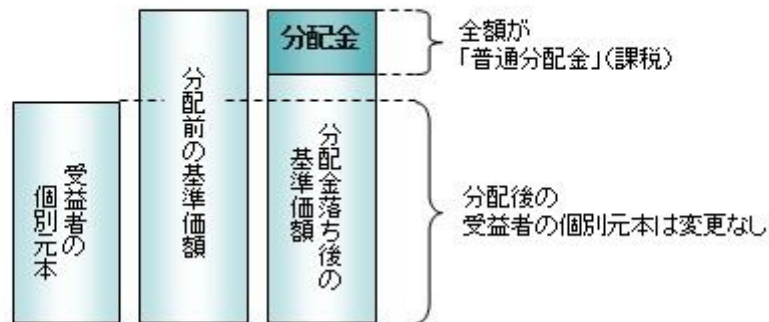 受益者の
個別元本
分配前の基準価額
分配金
分配金落ち後の
基準価額
全額が
「普通分配金」(課税)
分配後の
受益者の個別元本は変更なし